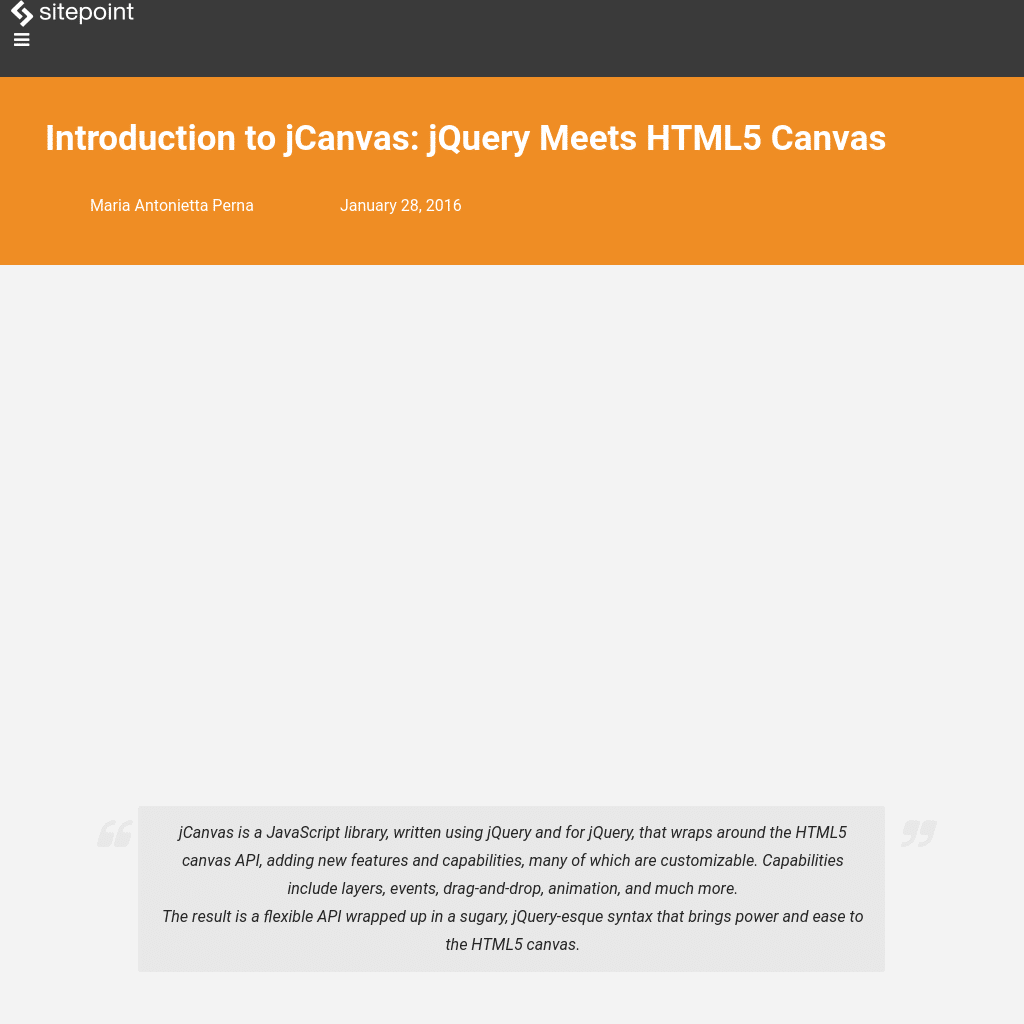 sitepoint
Introduction to jCanvas: jQuery Meets HTML5 Canvas
Maria Antonietta Perna
January 28, 2016
jCanvas is a JavaScript library, written using jQuery and for jQuery, that wraps around the HTML5
canvas API, adding new features and capabilities, many of which are customizable. Capabilities
include layers, events, drag-and-drop, animation, and much more.
The result is a flexible API wrapped up in a sugary, jQuery-esque syntax that brings power and ease to
the HTML5 canvas.